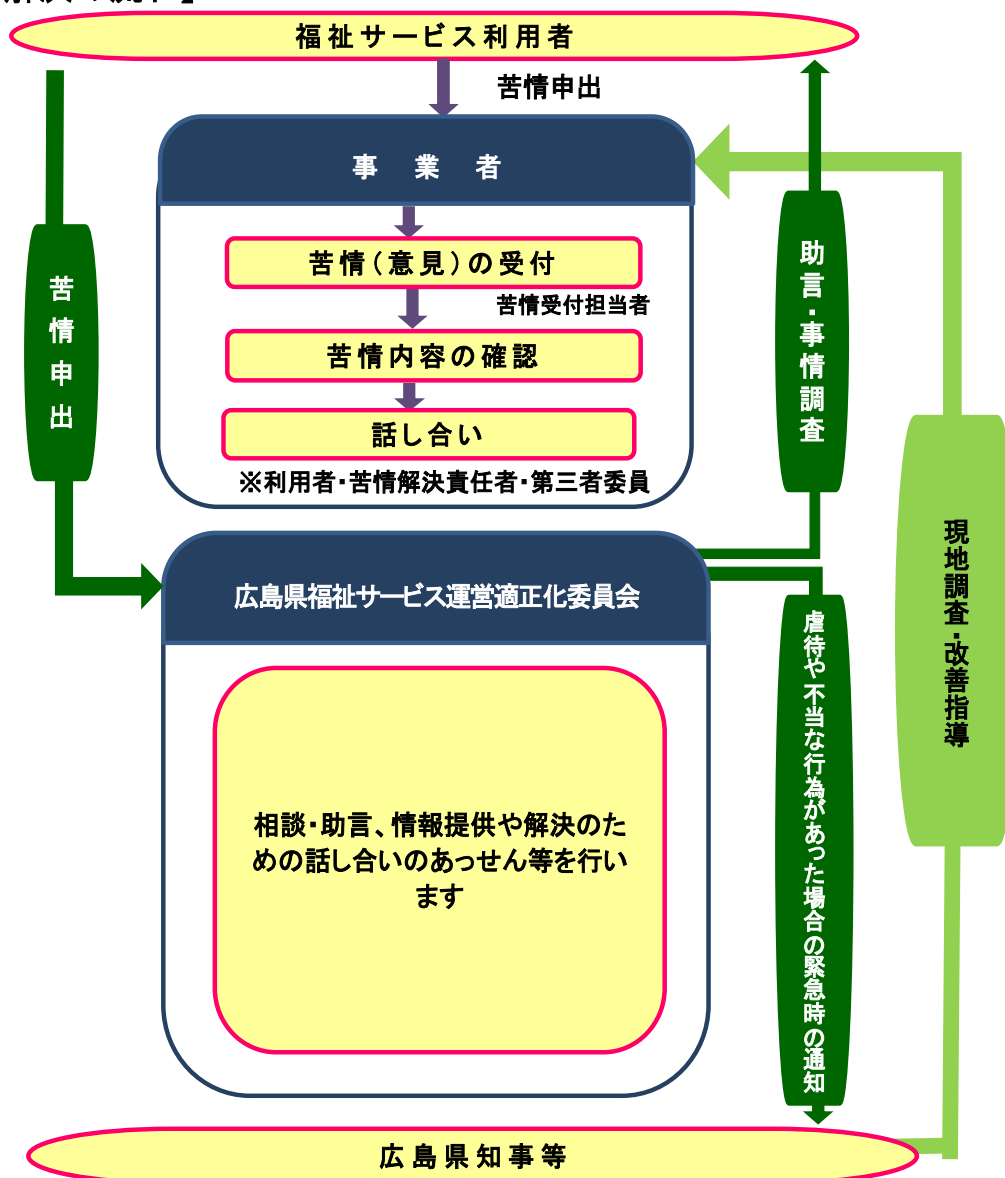 福祉サービス利用者
苦情申出
事 業 者
苦情（意見）の受付
苦情受付担当者
苦情内容の確認
話し合い
※利用者・苦情解決責任者・第三者委員
苦情申出
助言・事情調査
現地調査・改善指導
広島県福祉サービス運営適正化委員会
相談・助言、情報提供や解決のた
めの話し合いのあっせん等を行い
ます
虐待や不当な行為があった場合の緊急時の通知
広島県知事等